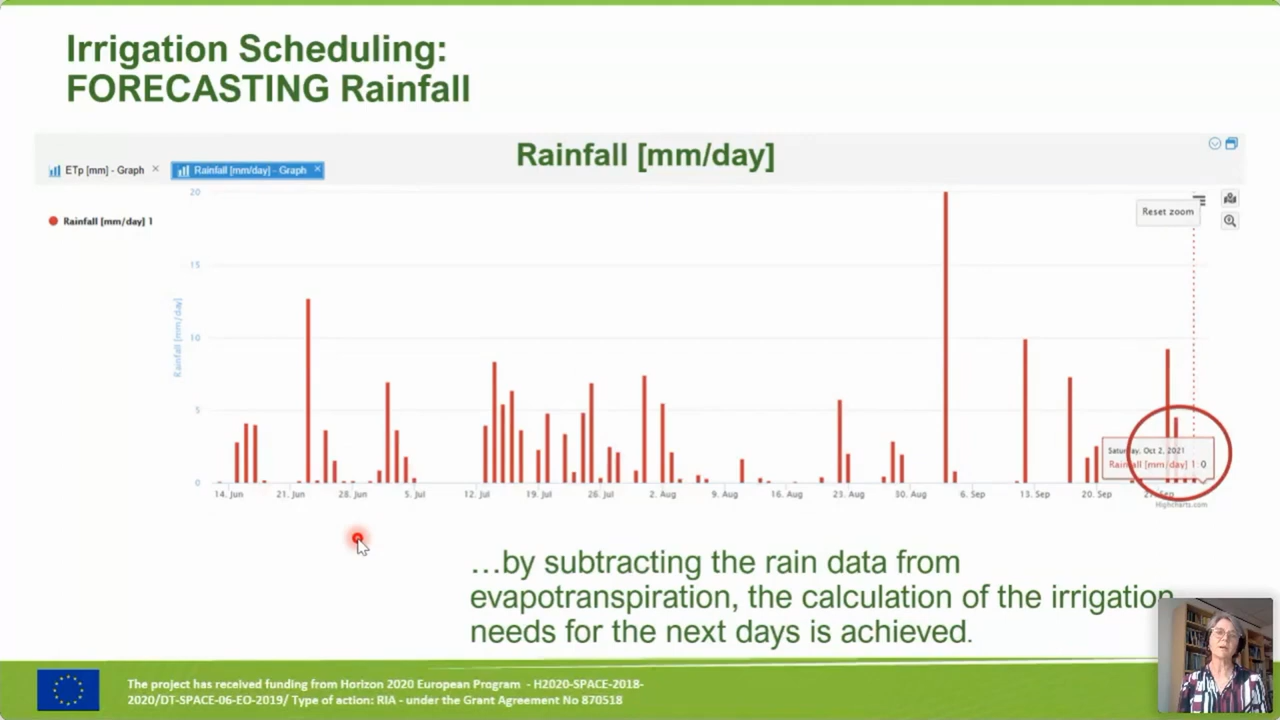 Irrigation Scheduling:
FORECASTING Rainfall
Rainfall [mm/day]
ETp [mm] - Graph
Rainfall [mm/day] - Graph
Rainfall [mm/day] 1
Reset zoom
Rainfall [mm/day]
20
15
10
5
0
Saturday, Oct 2, 2021
Rainfall [mm/day] 1 0
14. Jun
21. Jun
28. Jun
5. Jul
12. Jul
19. Jul
26. Jul
2. Aug
9. Aug
16. Aug
23. Aug
30. Aug
6. Sep
13. Sep
20. Sep
27. Sep
Highcharts.com
…by subtracting the rain data from
evapotranspiration, the calculation of the irrigation
needs for the next days is achieved.
The project has received funding from Horizon 2020 European Program - H2020-SPACE-2018-
2020/DT-SPACE-06-EO-2019/ Type of action: RIA - under the Grant Agreement No 870518